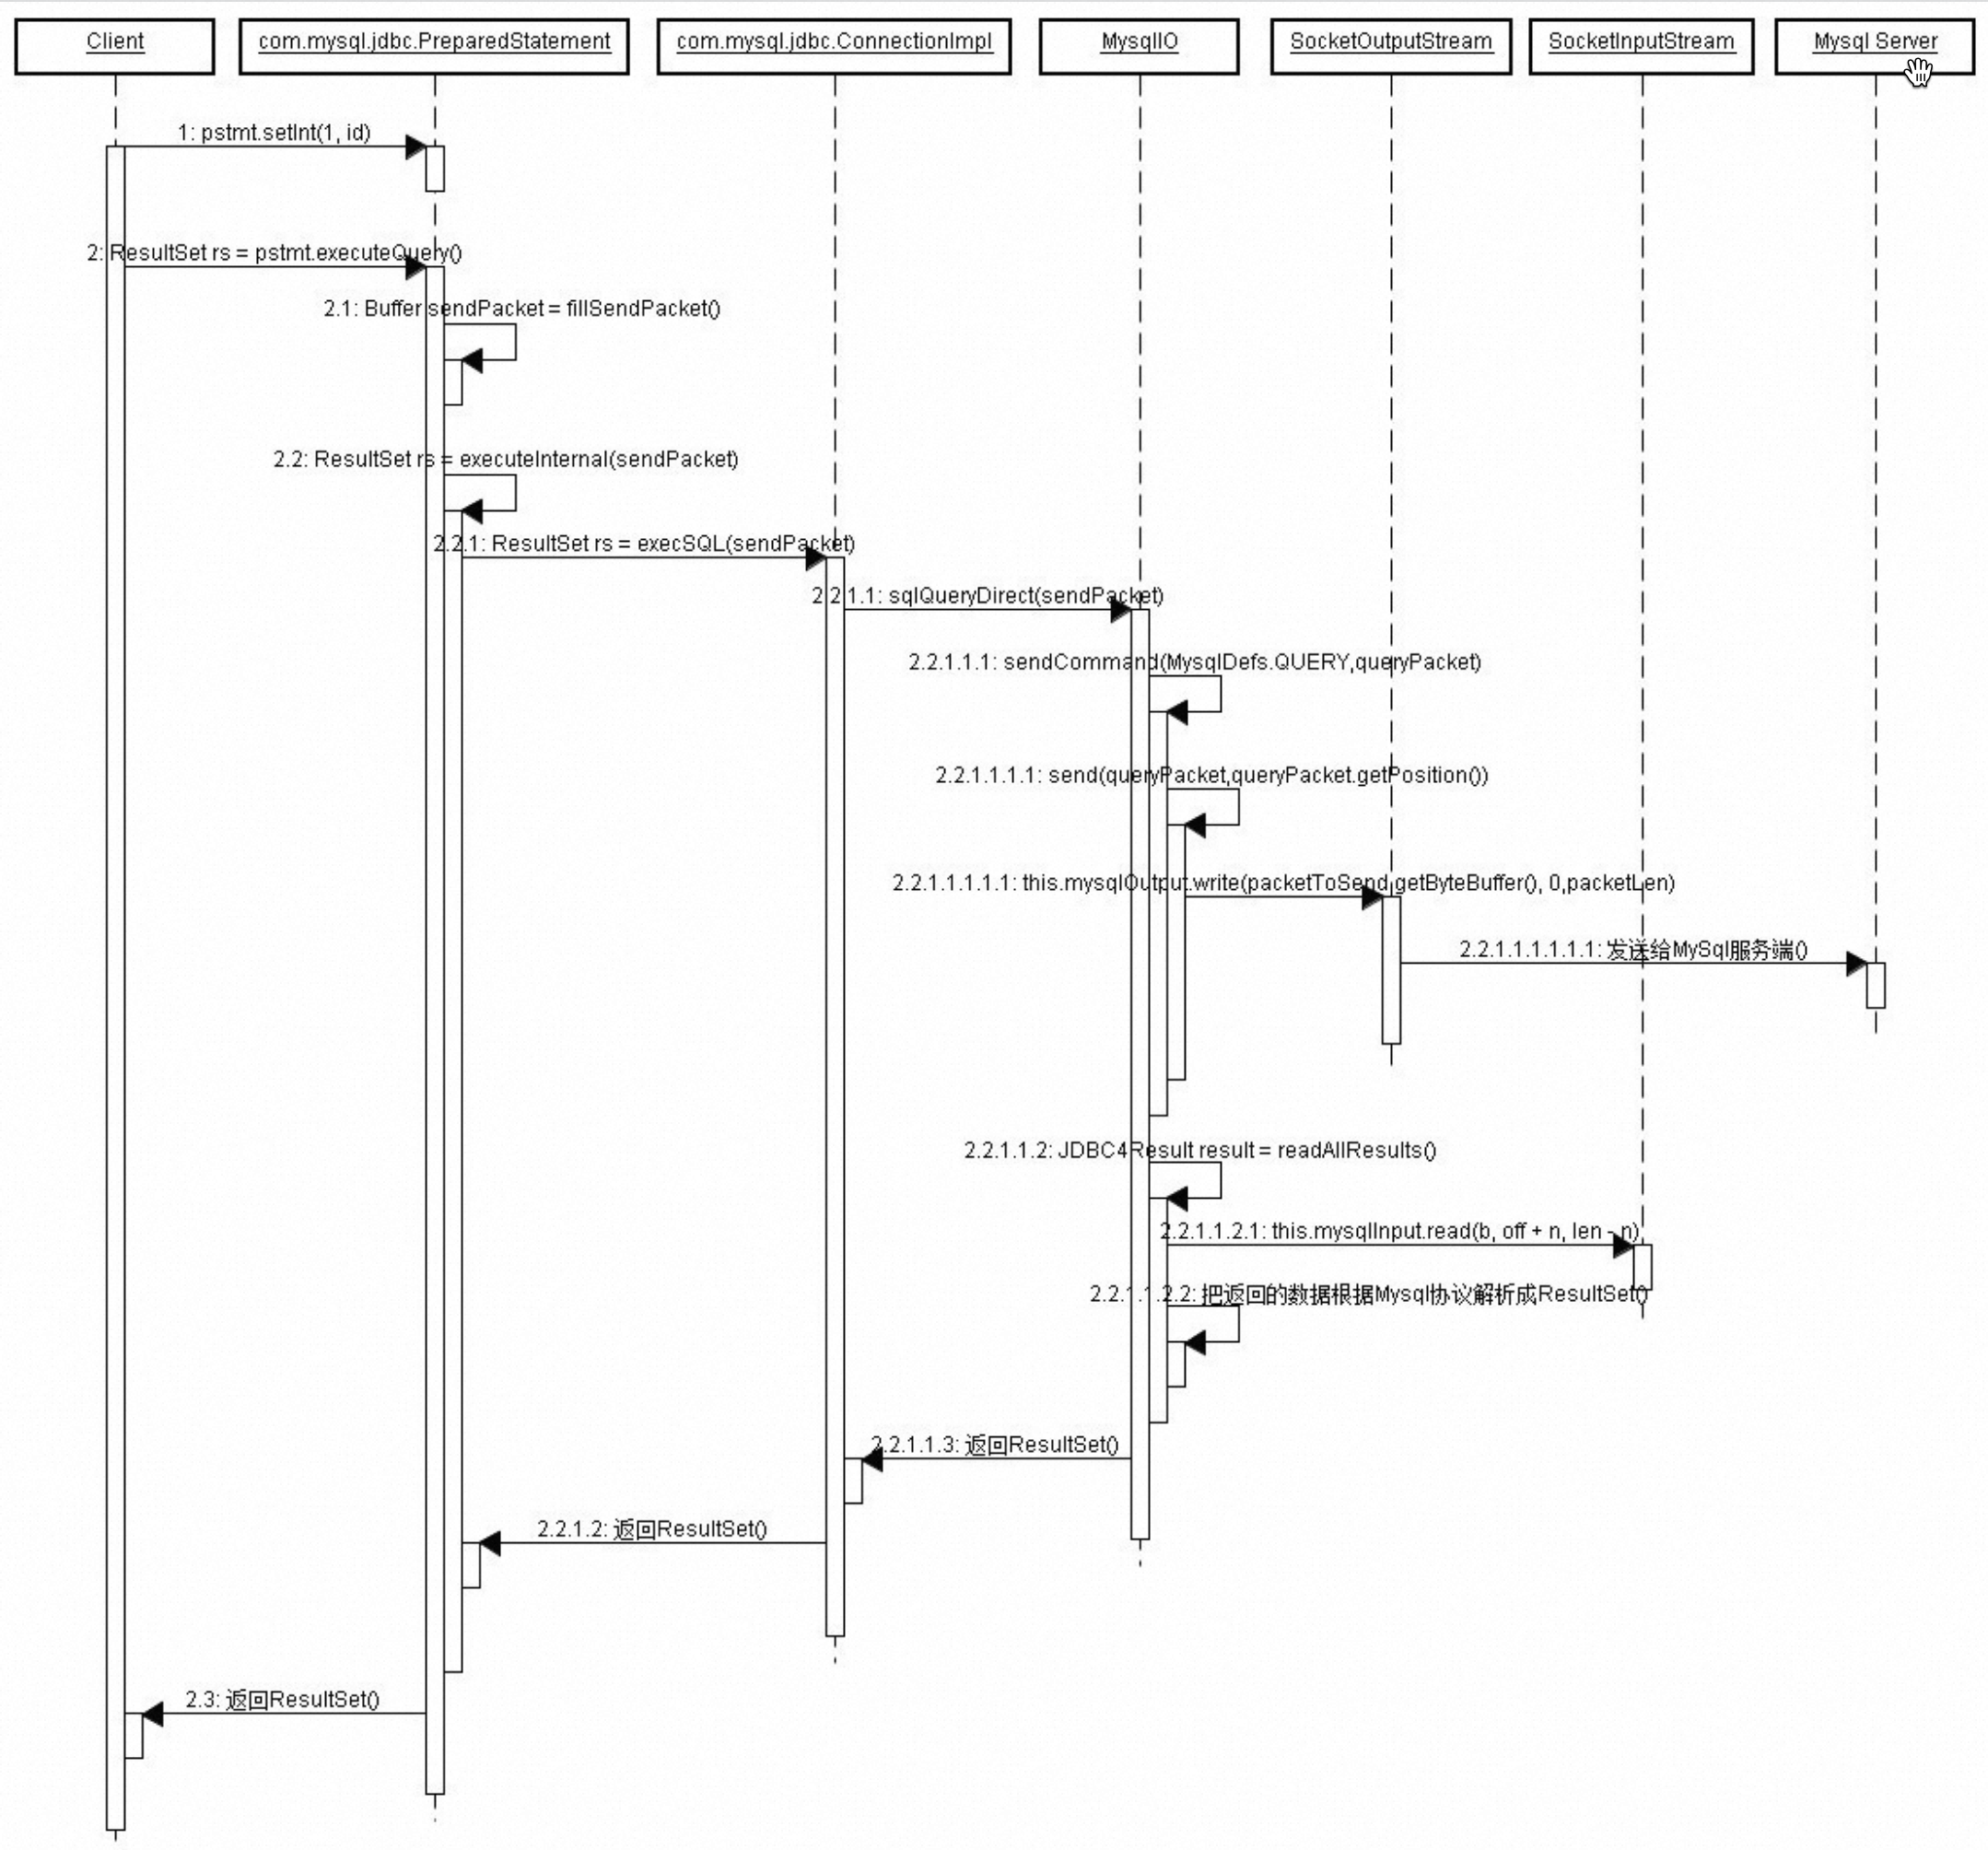 Client
com.mysql.jdbc.PreparedStatement
com.mysql.jdbc.ConnectionImpl
MysqlIO
SocketOutputStream
SocketInputStream
Mysql Server
1: pstmt.setInt(1, id)
2: ResultSet rs = pstmt.executeQuery()
2.1: Buffer sendPacket = fillSendPacket()
2.2: ResultSet rs = executeInternal(sendPacket)
2.2.1: ResultSet rs = execSQL(sendPacket)
2.2.1.1: sqlQueryDirect(sendPacket)
2.2.1.1.1: sendCommand(MysqlDefs.QUERY,queryPacket)
2.2.1.1.1.1: send(queryPacket,queryPacket.getPosition())
2.2.1.1.1.1.1: this.mysqlOutput.write(packetToSend.getByteBuffer(), 0,packetLen)
2.2.1.1.1.1.1.1: 发送给MySql服务端()
2.2.1.1.2: JDBC4Result result = readAllResults()
2.2.1.1.2.1: this.mysqlInput.read(b, off + n, len - n)
2.2.1.1.2.2: 把返回的数据根据Mysql协议解析成ResultSet()
2.2.1.1.3: 返回ResultSet()
2.2.1.2: 返回ResultSet()
2.3: 返回ResultSet()